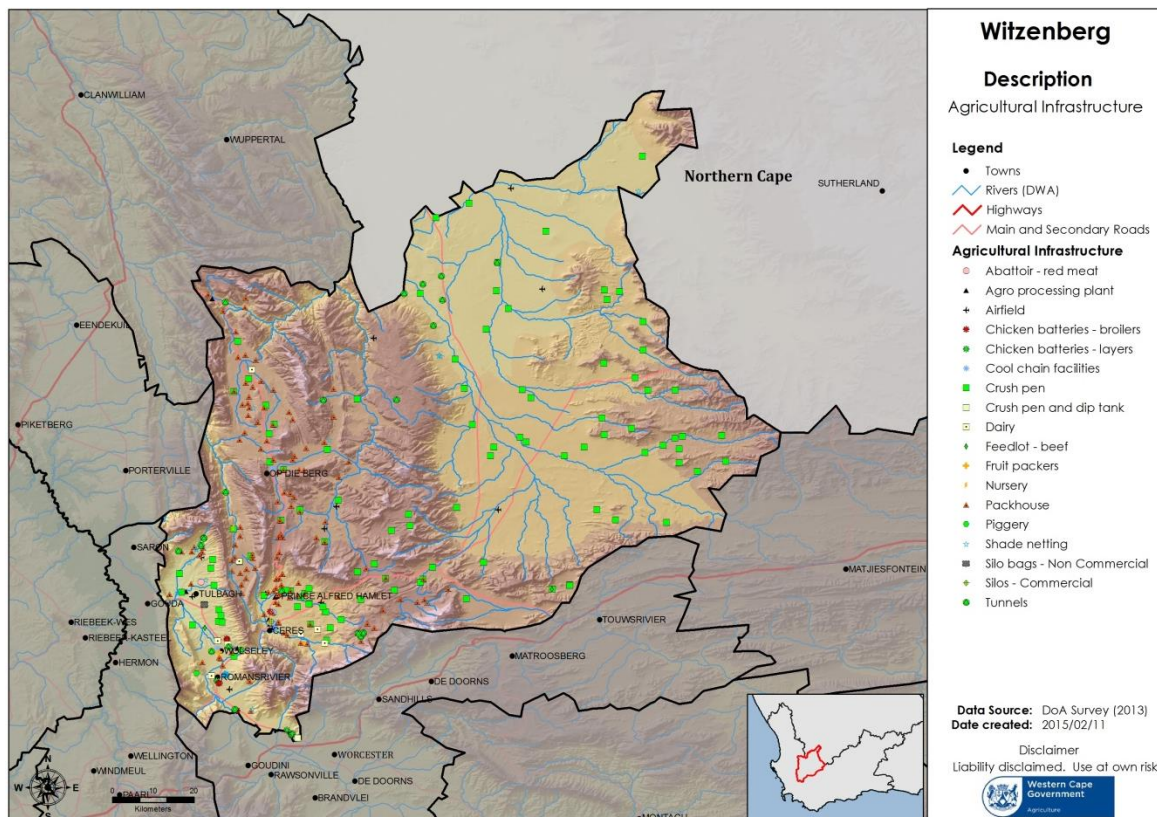 Witzenberg
Description
Agricultural Infrastructure
Legend
Towns
Rivers (DWA)
Highways
Main and Secondary Roads
Agricultural Infrastructure
Abattoir - red meat
Agro processing plant
Airfield
Chicken batteries - broilers
Chicken batteries - layers
Cool chain facilities
Crush pen
Crush pen and dip tank
Dairy
Feedlot - beef
Fruit packers
Nursery
Packhouse
Piggery
Shade netting
Silo bags - Non Commercial
Silos - Commercial
Tunnels
Data Source: DoA Survey (2013)
Date created: 2015/02/11
Disclaimer
Liability disclaimed. Use at own risk
Western Cape
Government
Agriculture
CLANWILLIAM
WUPPERTAL
Northern Cape
SUTHERLAND
EENDEKUIL
PIKETBERG
PORTERVILLE
OP DIE BERG
SARON
TULBAGH
PRINCE ALFRED HAMLET
MATJIESFONTEIN
GOUDA
RIEBEEK-WES
RIEBEEK-KASTEEL
CERES
TOUWSRIVIER
HERMON
WOLSELEY
MATROOSBERG
ROMANSRIVIER
DE DOORNS
SANDHILLS
WELLINGTON
WORCESTER
WINDMEUL
GOUDINI
RAWSONVILLE
DE DOORNS
PAARL
BRANDVLEI
MONTAGU
N
W
E
S
0 5 10 20
Kilometers